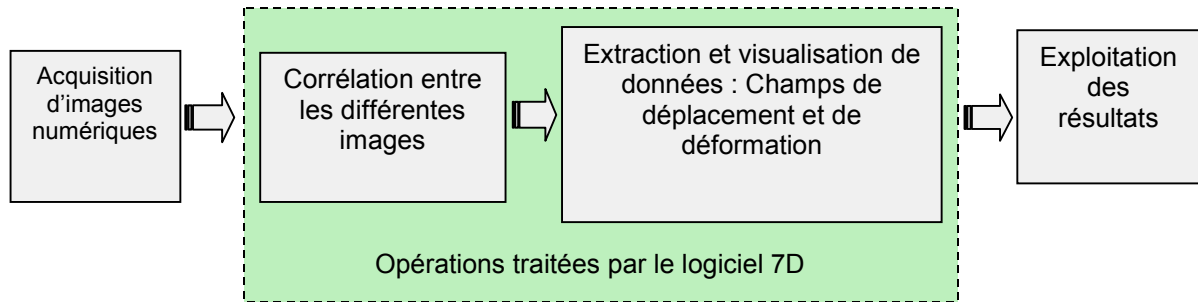 Acquisition
d’images
numériques
Corrélation entre
les différentes
images
Extraction et visualisation de
données : Champs de
déplacement et de
déformation
Exploitation
des
résultats
Opérations traitées par le logiciel 7D